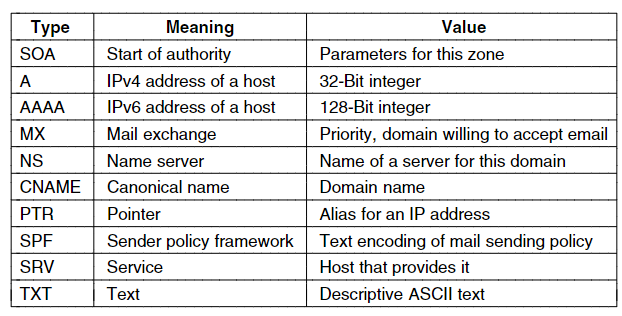 Type Meaning Value
SOA Start of authority Parameters for this zone
A IPv4 address of a host 32-Bit integer
AAAA IPv6 address of a host 128-Bit integer
MX Mail exchange Priority, domain willing to accept email
NS Name server Name of a server for this domain
CNAME Canonical name Domain name
PTR Pointer Alias for an IP address
SPF Sender policy framework Text encoding of mail sending policy
SRV Service Host that provides it
TXT Text Descriptive ASCII text